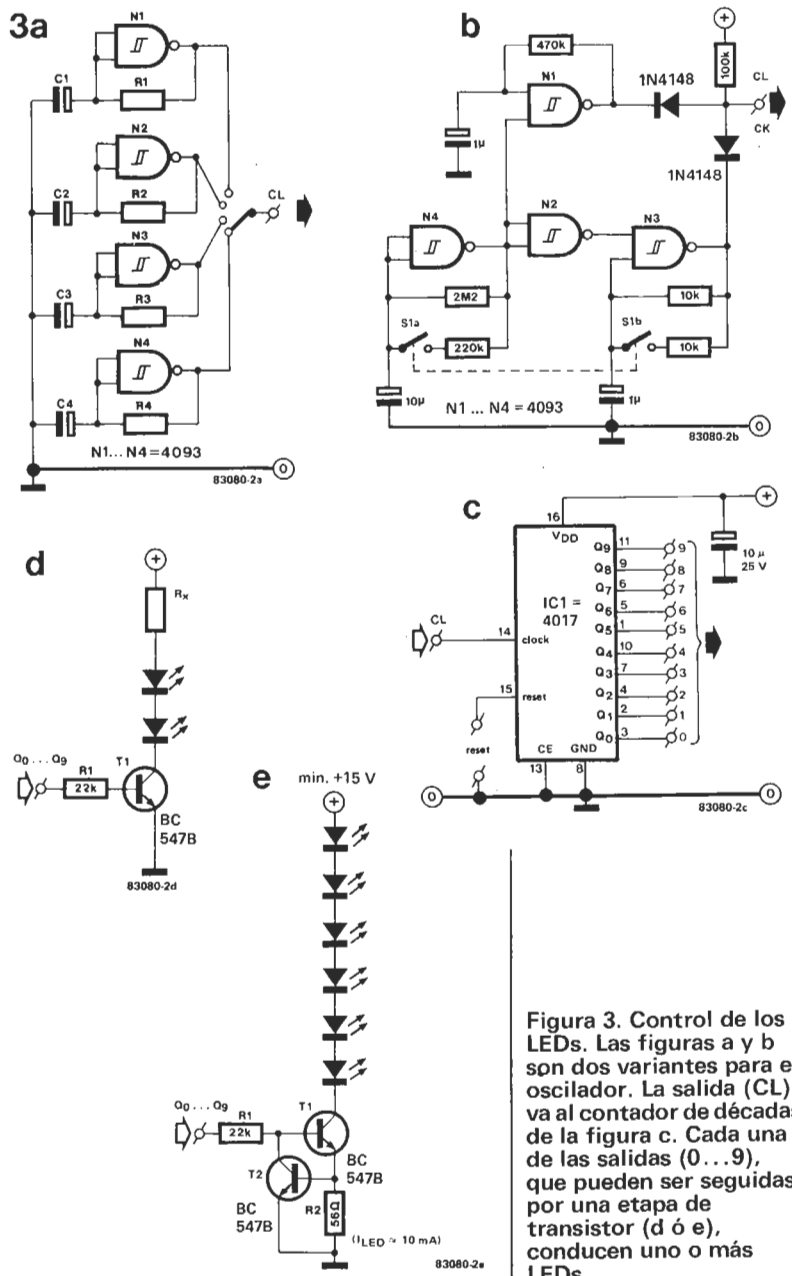 3a
N1
C1
R1
N2
C2
R2
CL
N3
C3
R3
N4
C4
R4
N1...N4=4093
0
83080-2a
b
470k
N1
1µ
1N4148
+
100k
CL
CK
1N4148
N4
N2
N3
2M2
10k
S1a
220k
S1b
10k
10µ
1µ
N1 ... N4 = 4093
83080-2b
0
c
16
VDD
+
10 µ
25 V
IC1 =
4017
CL
14
clock
15
reset
reset
Q9 11 9
Q8 9 8
Q7 6 7
Q6 5 6
Q5 1 5
Q4 10 4
Q3 7 3
Q2 4 2
Q1 2 1
Q0 3 0
CE GND
13 8
0
83080-2c
0
d
+
Rx
Q0...Q9
R1
22k
T1
BC
547B
83080-2d
e
min. +15 V
+
Q0...Q9
R1
22k
T1
BC
547B
T2
BC
547B
R2
56Ω
(ILED ≈ 10 mA)
83080-2e
Figura 3. Control de los
LEDs. Las figuras a y b
son dos variantes para e
oscilador. La salida (CL)
va al contador de décadas
de la figura c. Cada una
de las salidas (0...9),
que pueden ser seguidas
por una etapa de
transistor (d ó e),
conducen uno o más
LEDs